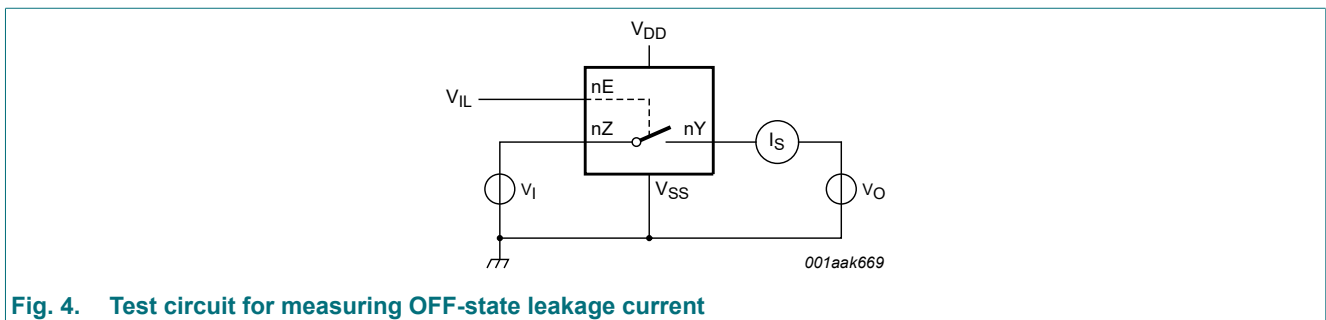 VDD
nE
VIL
nZ
nY
IS
VI
VSS
VO
001aak669
Fig. 4. Test circuit for measuring OFF-state leakage current